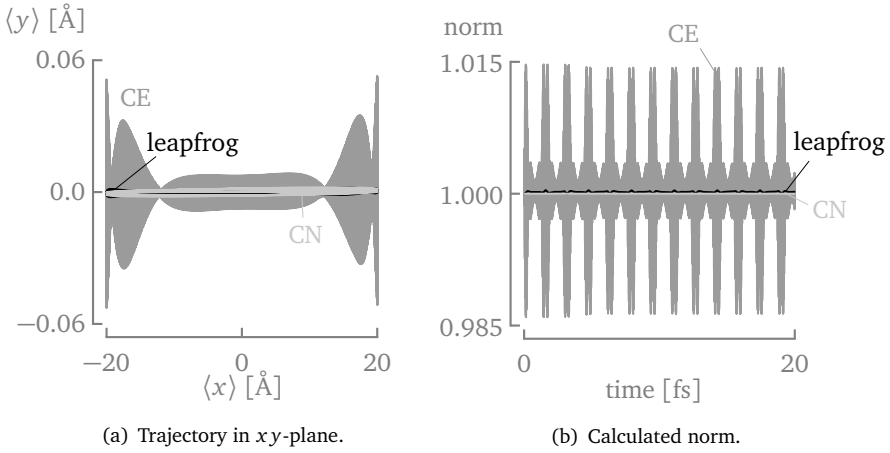 ⟨y⟩ [Å]
0.06
0.0
−0.06
CE
leapfrog
CN
−20
0
20
⟨x⟩ [Å]
(a) Trajectory in xy-plane.
norm
1.015
1.000
0.985
CE
leapfrog
CN
0
20
time [fs]
(b) Calculated norm.